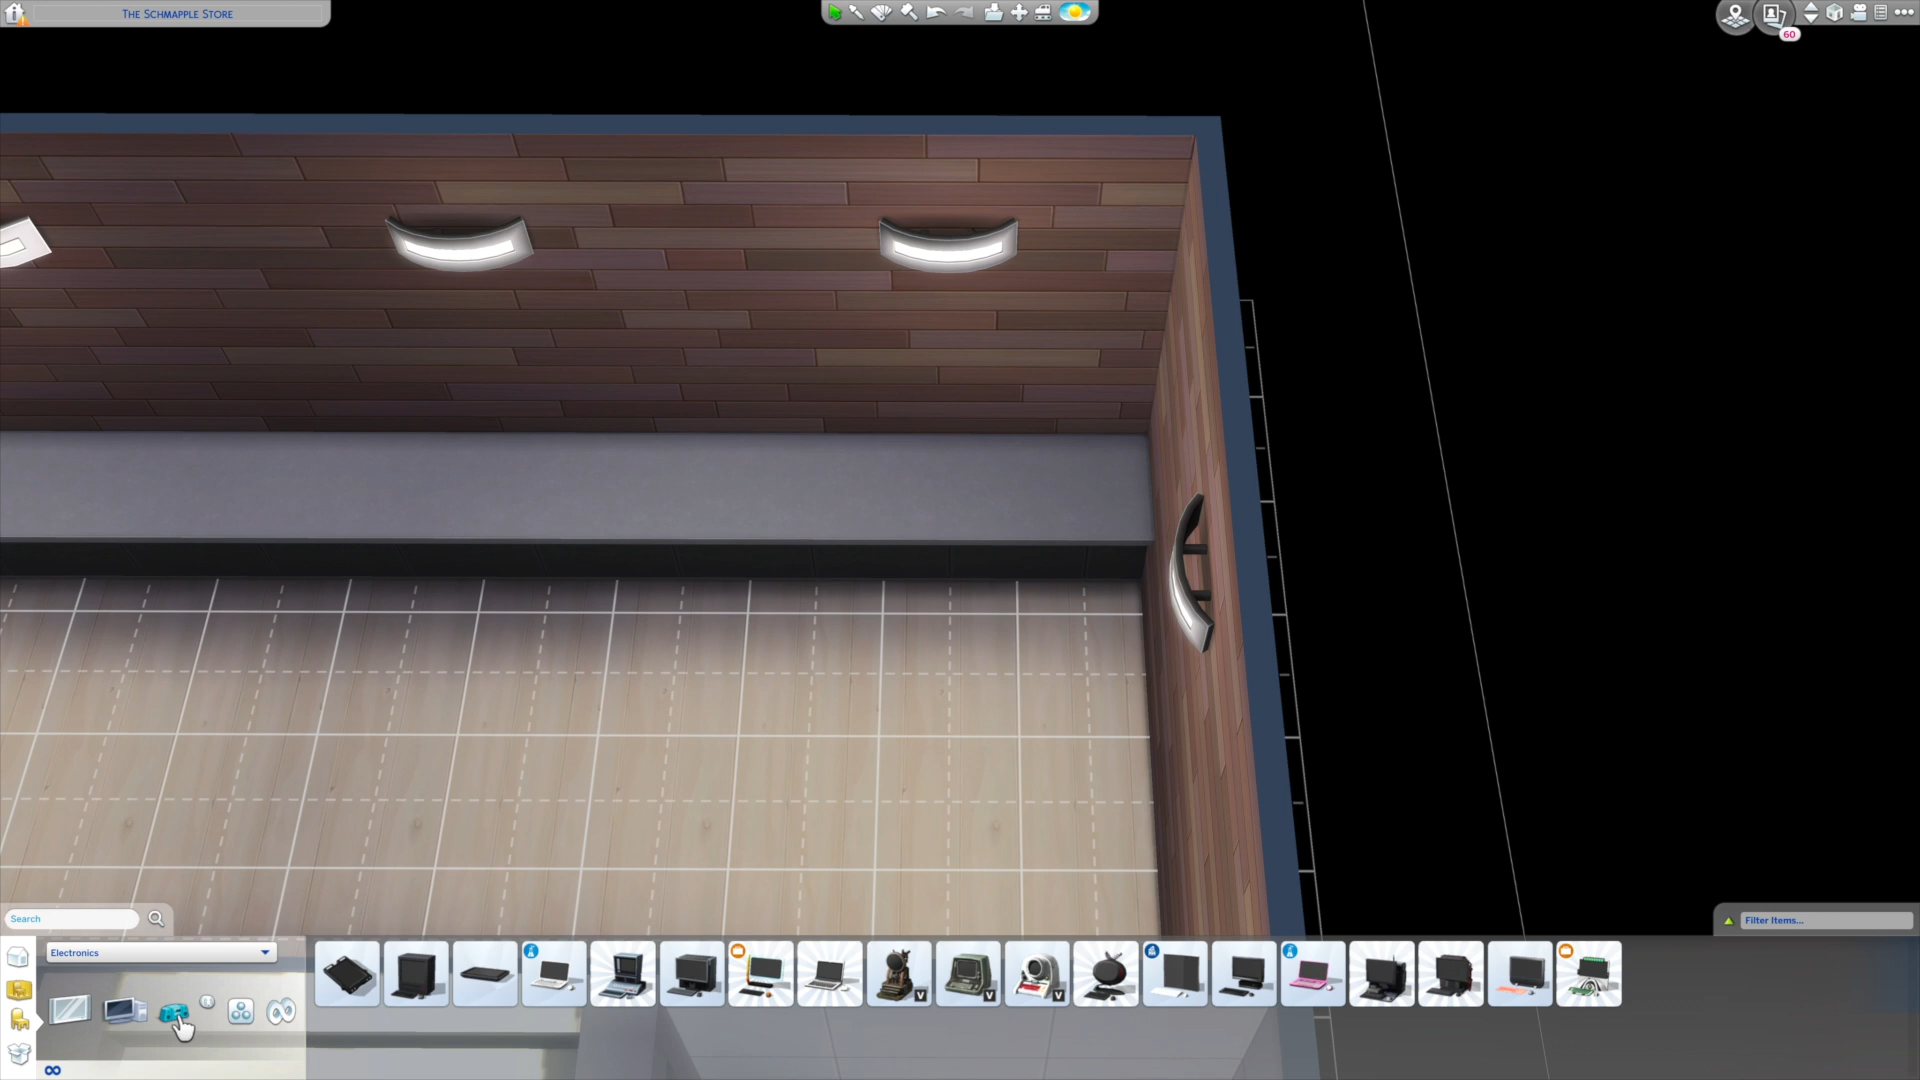 THE SCHMAPPLE STORE
60
Search
Filter Items...
Electronics
V
V
V